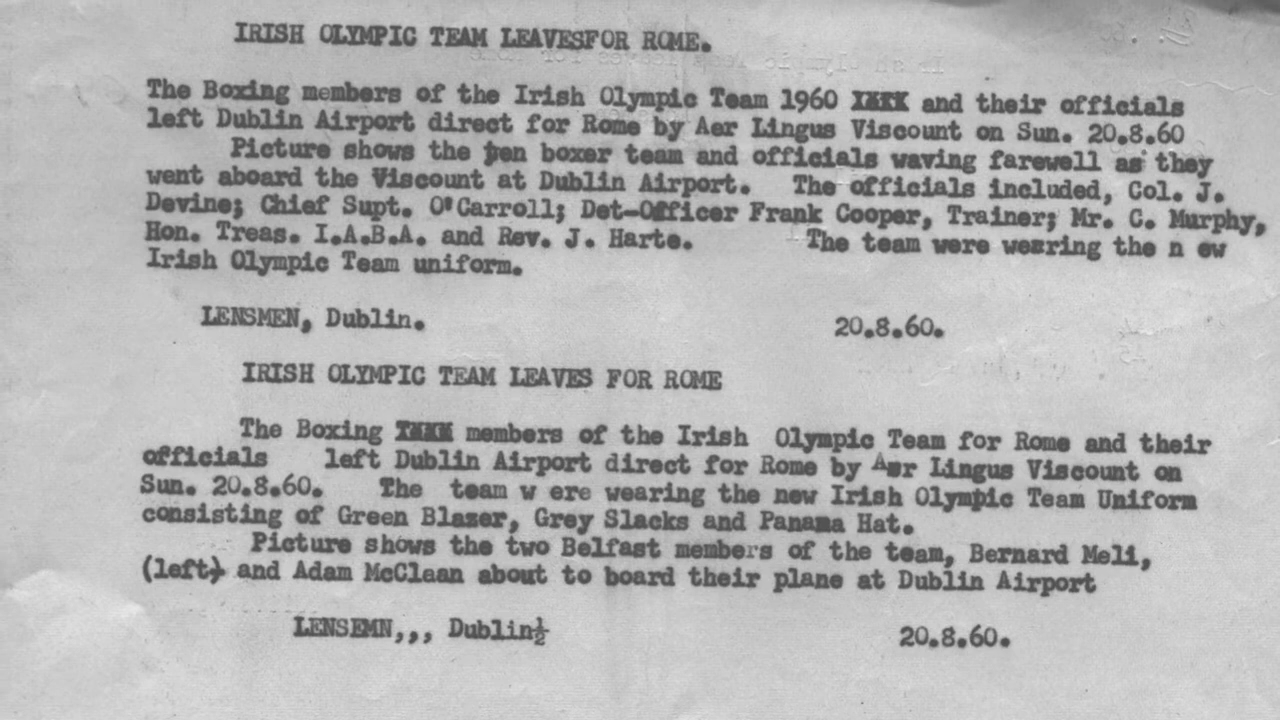 IRISH OLYMPIC TEAM LEAVESFOR ROME.
The Boxing members of the Irish Olympic Team 1960 XXXX and their officials
left Dublin Airport direct for Rome by Aer Lingus Viscount on Sun. 20.8.60
Picture shows the ten boxer team and officials waving farewell as they
went aboard the Viscount at Dublin Airport. The officials included, Col. J.
Devine; Chief Supt. O'Carroll; Det-Officer Frank Cooper, Trainer; Mr. C. Murphy,
Hon. Treas. I.A.B.A. and Rev. J. Harte. The team were wearing the n ew
Irish Olympic Team uniform.
LENSMEN, Dublin. 20.8.60.
IRISH OLYMPIC TEAM LEAVES FOR ROME
The Boxing XXXX members of the Irish Olympic Team for Rome and their
officials left Dublin Airport direct for Rome by Aer Lingus Viscount on
Sun. 20.8.60. The team w ere wearing the new Irish Olympic Team Uniform
consisting of Green Blazer, Grey Slacks and Panama Hat.
Picture shows the two Belfast members of the team, Bernard Meli,
(left) and Adam McClean about to board their plane at Dublin Airport
LENSEMN,,, Dublin½ 20.8.60.